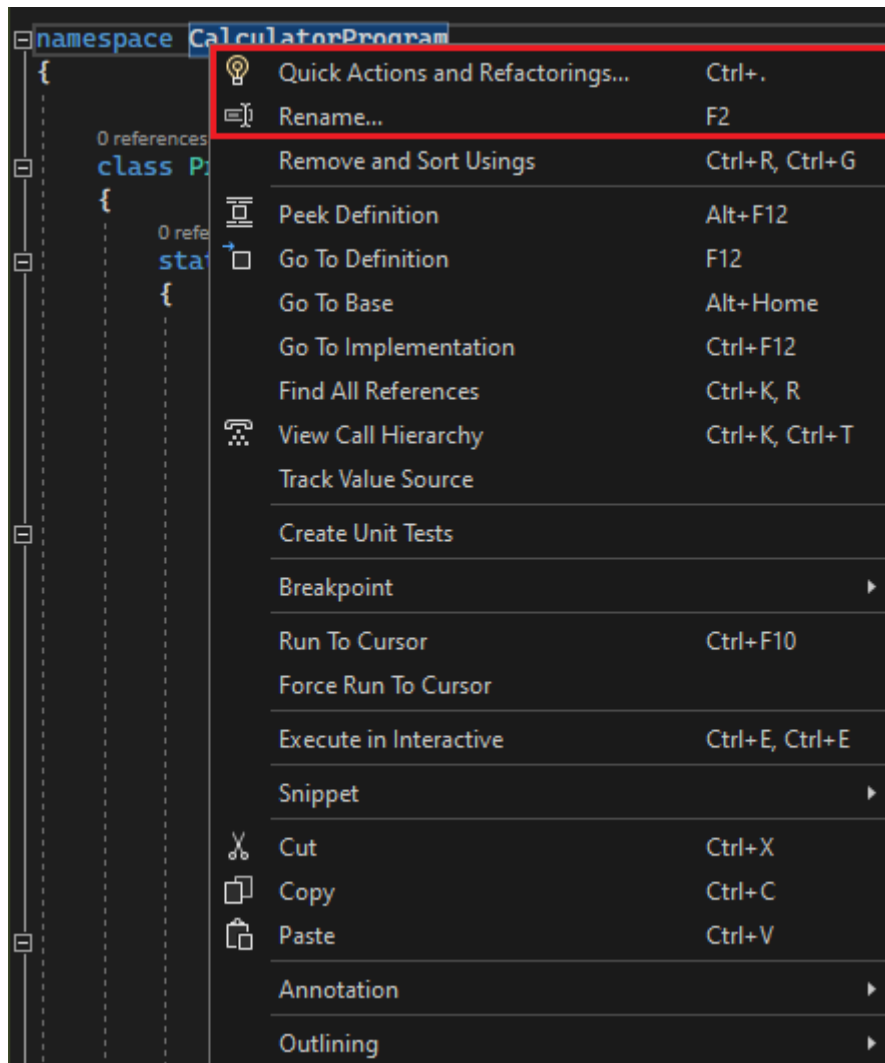 namespace CalculatorProgram
{
Quick Actions and Refactorings... Ctrl+.
Rename... F2
0 references
class
Remove and Sort Usings Ctrl+R, Ctrl+G
{
Peek Definition Alt+F12
0
Go To Definition F12
{
Go To Base Alt+Home
Go To Implementation Ctrl+F12
Find All References Ctrl+K, R
View Call Hierarchy Ctrl+K, Ctrl+T
Track Value Source
Create Unit Tests
Breakpoint
Run To Cursor Ctrl+F10
Force Run To Cursor
Execute in Interactive Ctrl+E, Ctrl+E
Snippet
Cut Ctrl+X
Copy Ctrl+C
Paste Ctrl+V
Annotation
Outlining